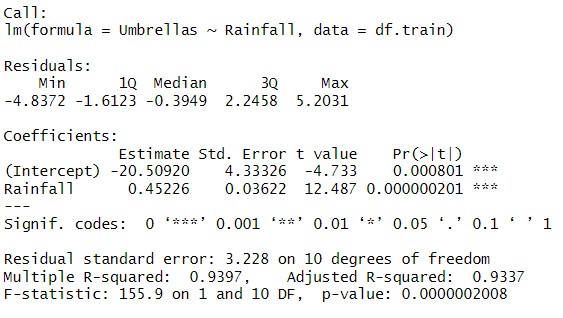 Call:
lm(formula = Umbrellas ~ Rainfall, data = df.train)
Residuals:
Min 1Q Median 3Q Max
-4.8372 -1.6123 -0.3949 2.2458 5.2031
Coefficients:
Estimate Std. Error t value Pr(>|t|)
(Intercept) -20.50920 4.33326 -4.733 0.000801 ***
Rainfall 0.45226 0.03622 12.487 0.000000201 ***
---
Signif. codes: 0 ‘***’ 0.001 ‘**’ 0.01 ‘*’ 0.05 ‘.’ 0.1 ‘ ’ 1
Residual standard error: 3.228 on 10 degrees of freedom
Multiple R-squared: 0.9397, Adjusted R-squared: 0.9337
F-statistic: 155.9 on 1 and 10 DF, p-value: 0.0000002008